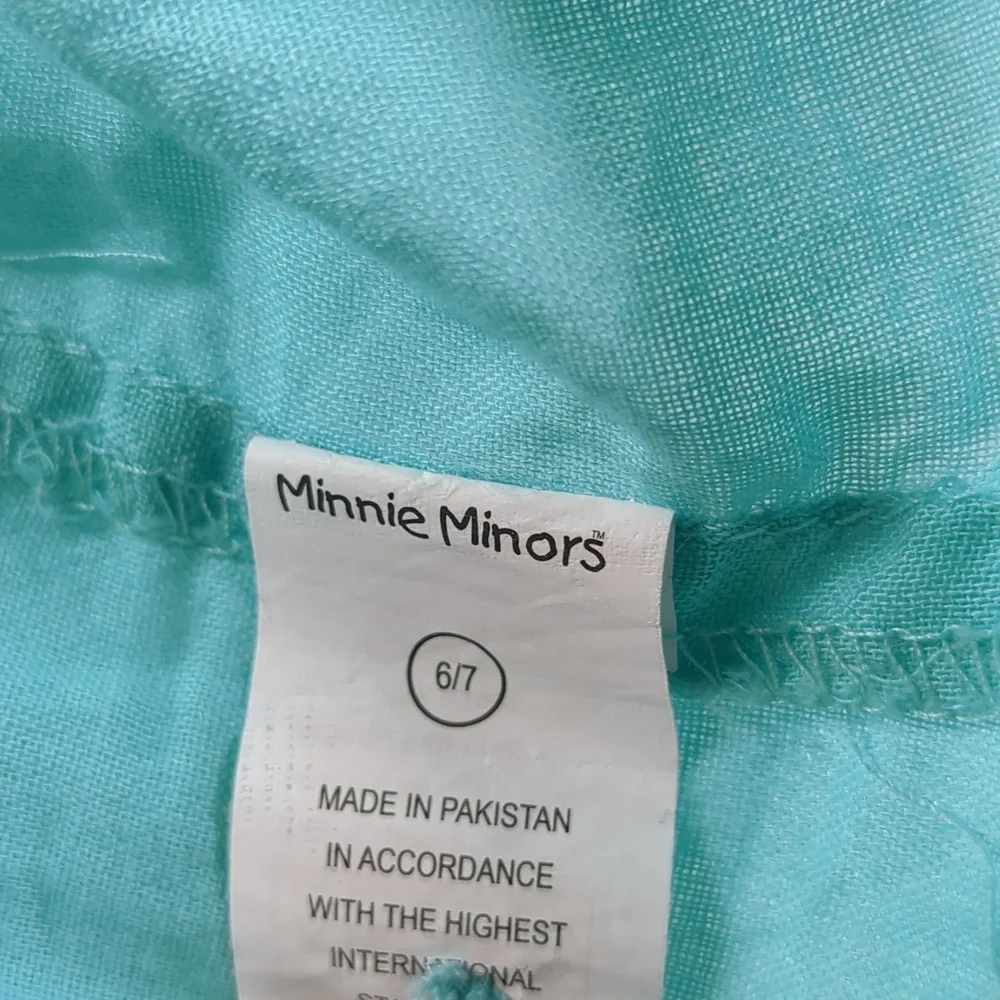 Minnie Minors™
6/7
MADE IN PAKISTAN
IN ACCORDANCE
WITH THE HIGHEST